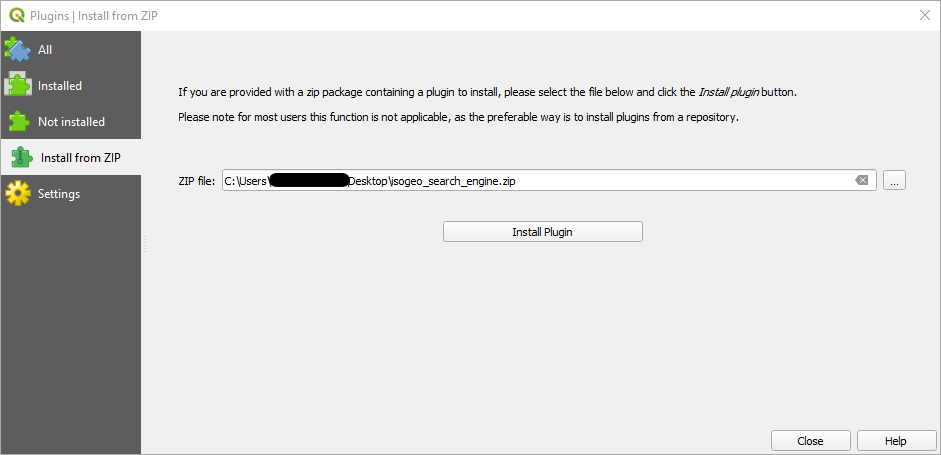 Plugins | Install from ZIP
All
Installed
Not installed
Install from ZIP
Settings
If you are provided with a zip package containing a plugin to install, please select the file below and click the Install plugin button.
Please note for most users this function is not applicable, as the preferable way is to install plugins from a repository.
ZIP file: C:\Users\ Desktop\isogeo_search_engine.zip ...
Install Plugin
Close Help